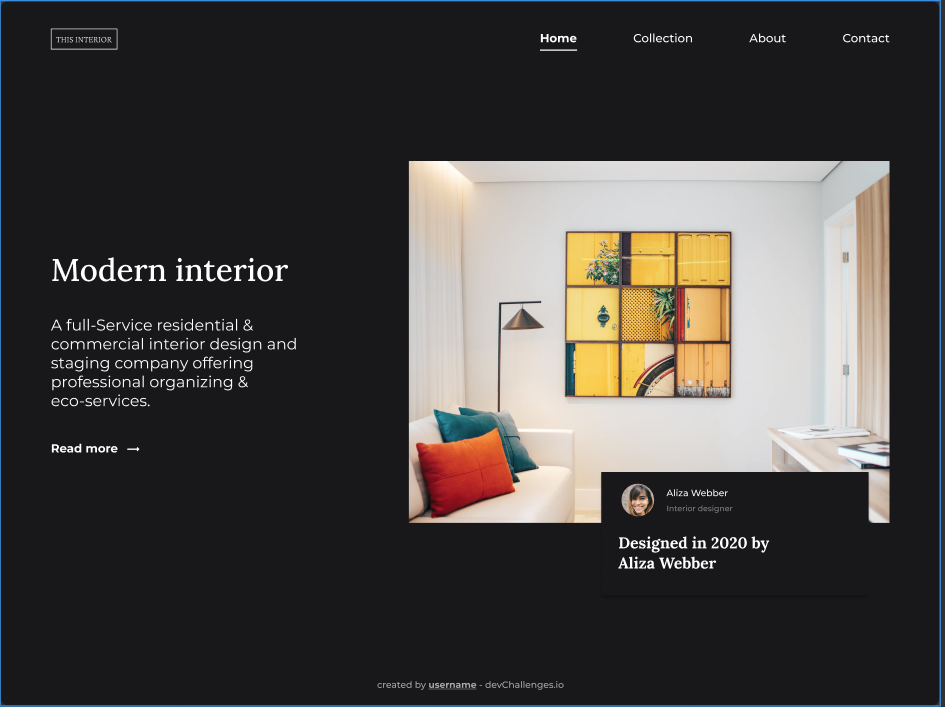 THIS INTERIOR
Home
Collection
About
Contact
Modern interior
A full-Service residential &
commercial interior design and
staging company offering
professional organizing &
eco-services.
Read more
Aliza Webber
Interior designer
Designed in 2020 by
Aliza Webber
created by username - devChallenges.io